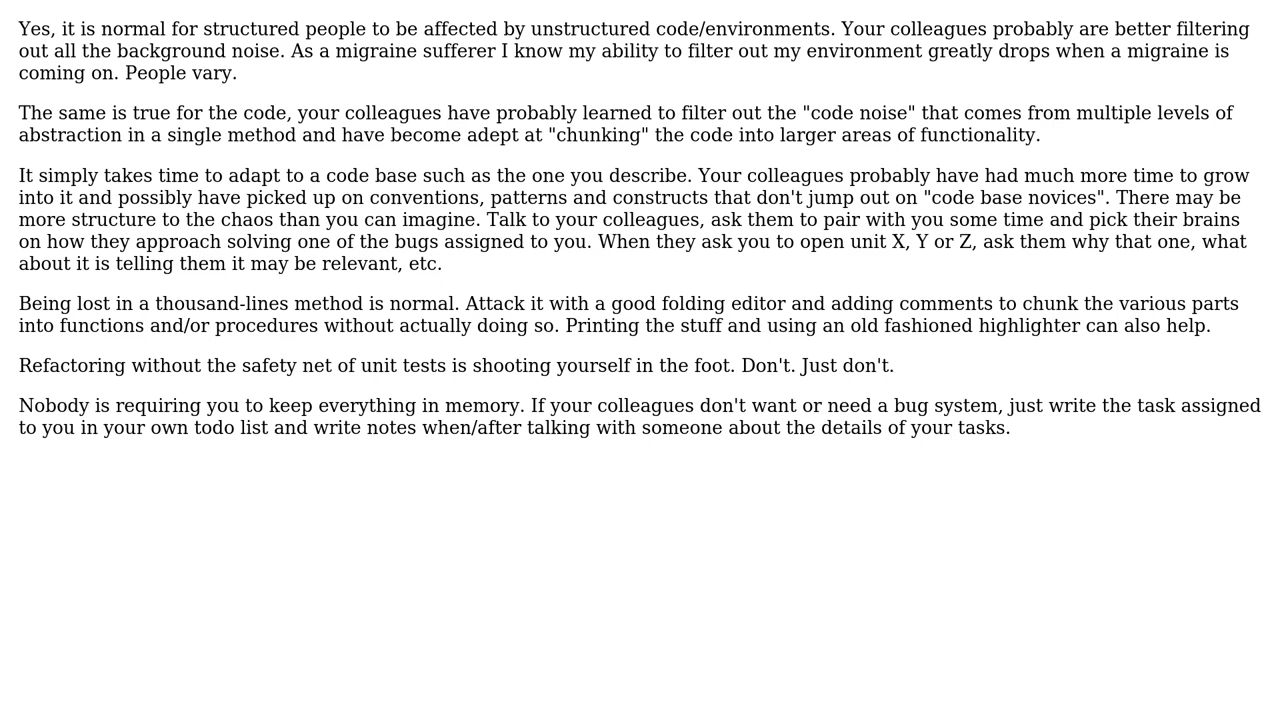 Yes, it is normal for structured people to be affected by unstructured code/environments. Your colleagues probably are better filtering
out all the background noise. As a migraine sufferer I know my ability to filter out my environment greatly drops when a migraine is
coming on. People vary.
The same is true for the code, your colleagues have probably learned to filter out the "code noise" that comes from multiple levels of
abstraction in a single method and have become adept at "chunking" the code into larger areas of functionality.
It simply takes time to adapt to a code base such as the one you describe. Your colleagues probably have had much more time to grow
into it and possibly have picked up on conventions, patterns and constructs that don't jump out on "code base novices". There may be
more structure to the chaos than you can imagine. Talk to your colleagues, ask them to pair with you some time and pick their brains
on how they approach solving one of the bugs assigned to you. When they ask you to open unit X, Y or Z, ask them why that one, what
about it is telling them it may be relevant, etc.
Being lost in a thousand-lines method is normal. Attack it with a good folding editor and adding comments to chunk the various parts
into functions and/or procedures without actually doing so. Printing the stuff and using an old fashioned highlighter can also help.
Refactoring without the safety net of unit tests is shooting yourself in the foot. Don't. Just don't.
Nobody is requiring you to keep everything in memory. If your colleagues don't want or need a bug system, just write the task assigned
to you in your own todo list and write notes when/after talking with someone about the details of your tasks.